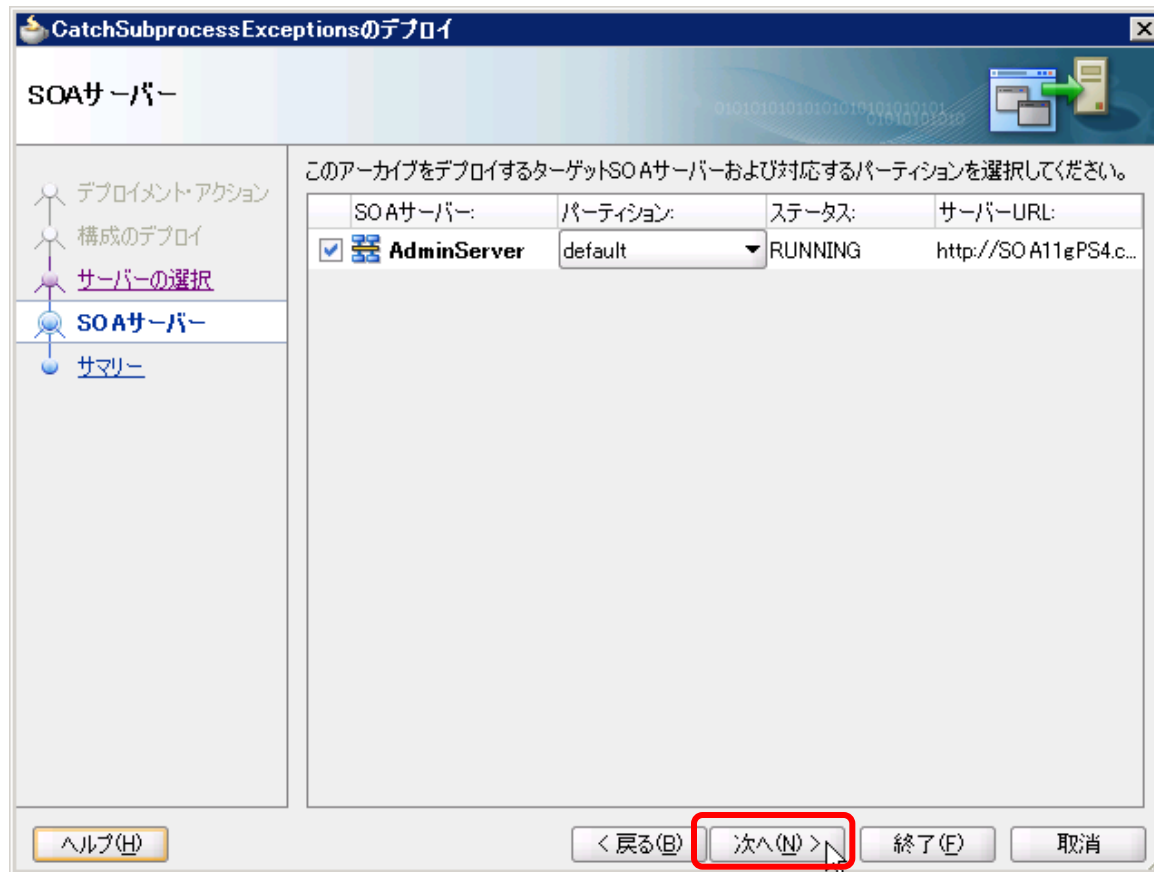 CatchSubprocessExceptionsのデプロイ
SOAサーバー
このアーカイブをデプロイするターゲットSOAサーバーおよび対応するパーティションを選択してください。
デプロイメント・アクション
構成のデプロイ
サーバーの選択
SOAサーバー
サマリー
SOAサーバー: パーティション: ステータス: サーバーURL:
AdminServer default RUNNING http://SOA11gPS4.c...
ヘルプ(H) < 戻る(B) 次へ(N) > 終了(F) 取消